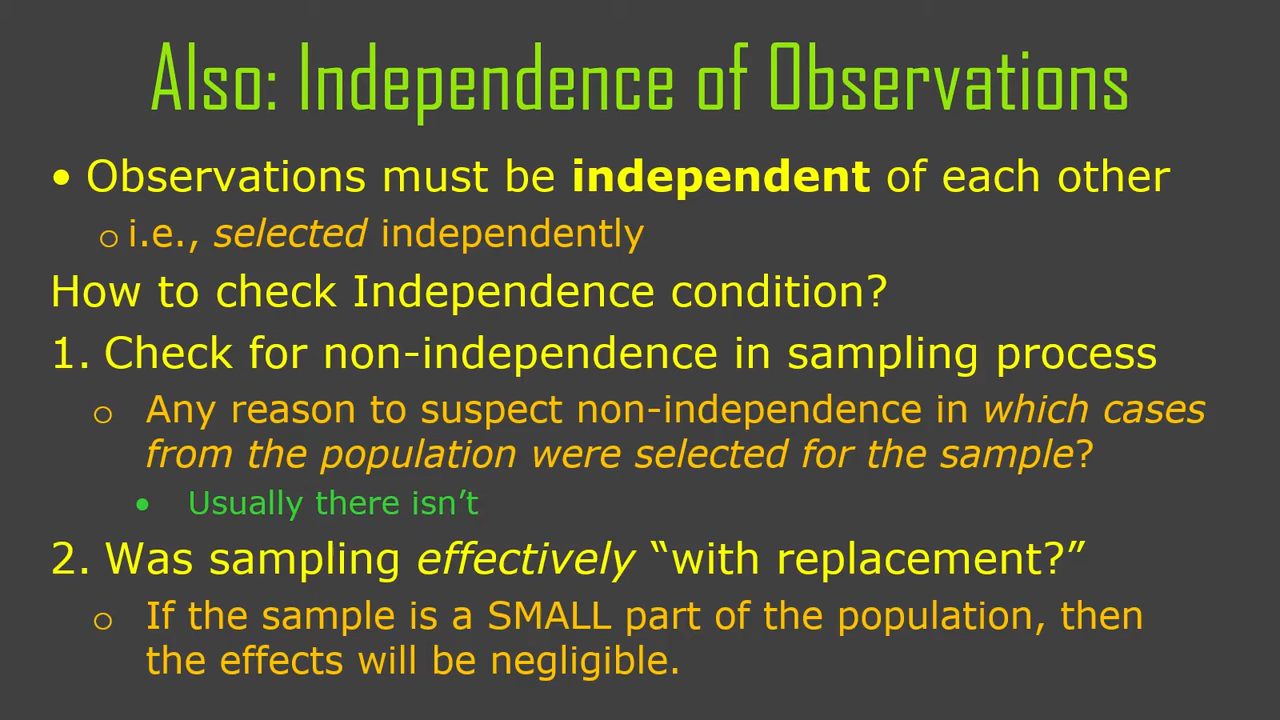 Also: Independence of Observations
• Observations must be independent of each other
o i.e., selected independently
How to check Independence condition?
1. Check for non-independence in sampling process
o Any reason to suspect non-independence in which cases
from the population were selected for the sample?
• Usually there isn’t
2. Was sampling effectively “with replacement?”
o If the sample is a SMALL part of the population, then
the effects will be negligible.